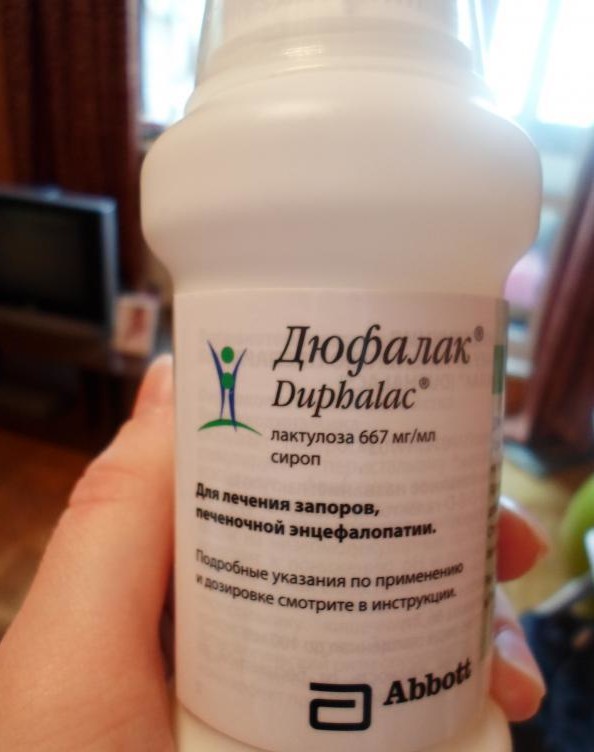 Дюфалак®
Duphalac®
лактулоза 667 мг/мл
сироп
Для лечения запоров,
печеночной энцефалопатии.
Подробные указания по применению
и дозировке смотрите в инструкции.
Abbott